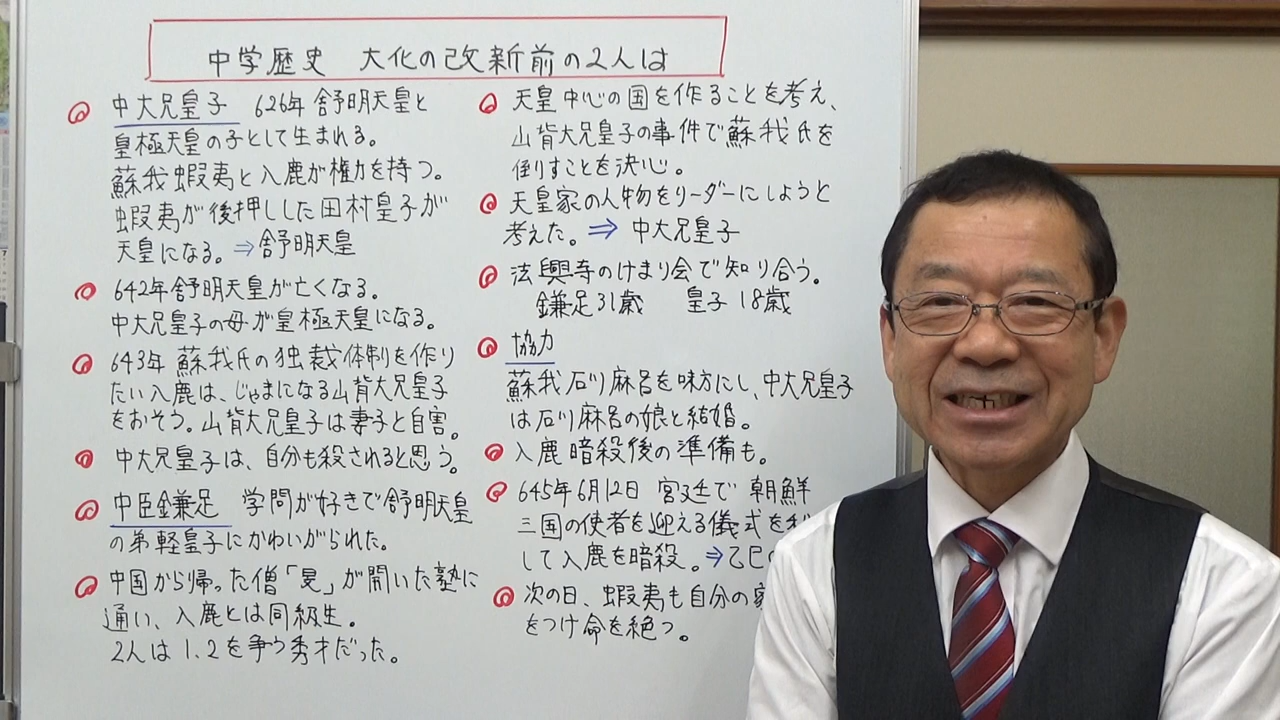 中学歴史 大化の改新前の2人は
中大兄皇子 626年 舒明天皇と
皇極天皇の子として生まれる。
蘇我蝦夷と入鹿が権力を持つ。
蝦夷が後押しした田村皇子が
天皇になる。⇒舒明天皇
642年舒明天皇が亡くなる。
中大兄皇子の母が皇極天皇になる。
643年 蘇我氏の独裁体制を作り
たい入鹿は、じゃまになる山背大兄皇子
をおそう。山背大兄皇子は妻子と自害。
中大兄皇子は、自分も殺されると思う。
中臣鎌足 学問が好きで舒明天皇
の弟軽皇子にかわいがられた。
中国から帰った僧「旻」が開いた塾に
通い、入鹿とは同級生。
2人は1.2を争う秀才だった。
天皇中心の国を作ることを考え、
山背大兄皇子の事件で蘇我氏を
倒すことを決心。
天皇家の人物をリーダーにしようと
考えた。⇒ 中大兄皇子
法興寺のけまり会で知り合う。
鎌足31歳 皇子18歳
協力
蘇我石川麻呂を味方にし、中大兄皇子
は石川麻呂の娘と結婚。
入鹿暗殺後の準備も。
645年6月12日 宮廷で 朝鮮
三国の使者を迎える儀式を
して入鹿を暗殺。⇒乙巳
次の日、蝦夷も自分の
をつけ命を絶つ。